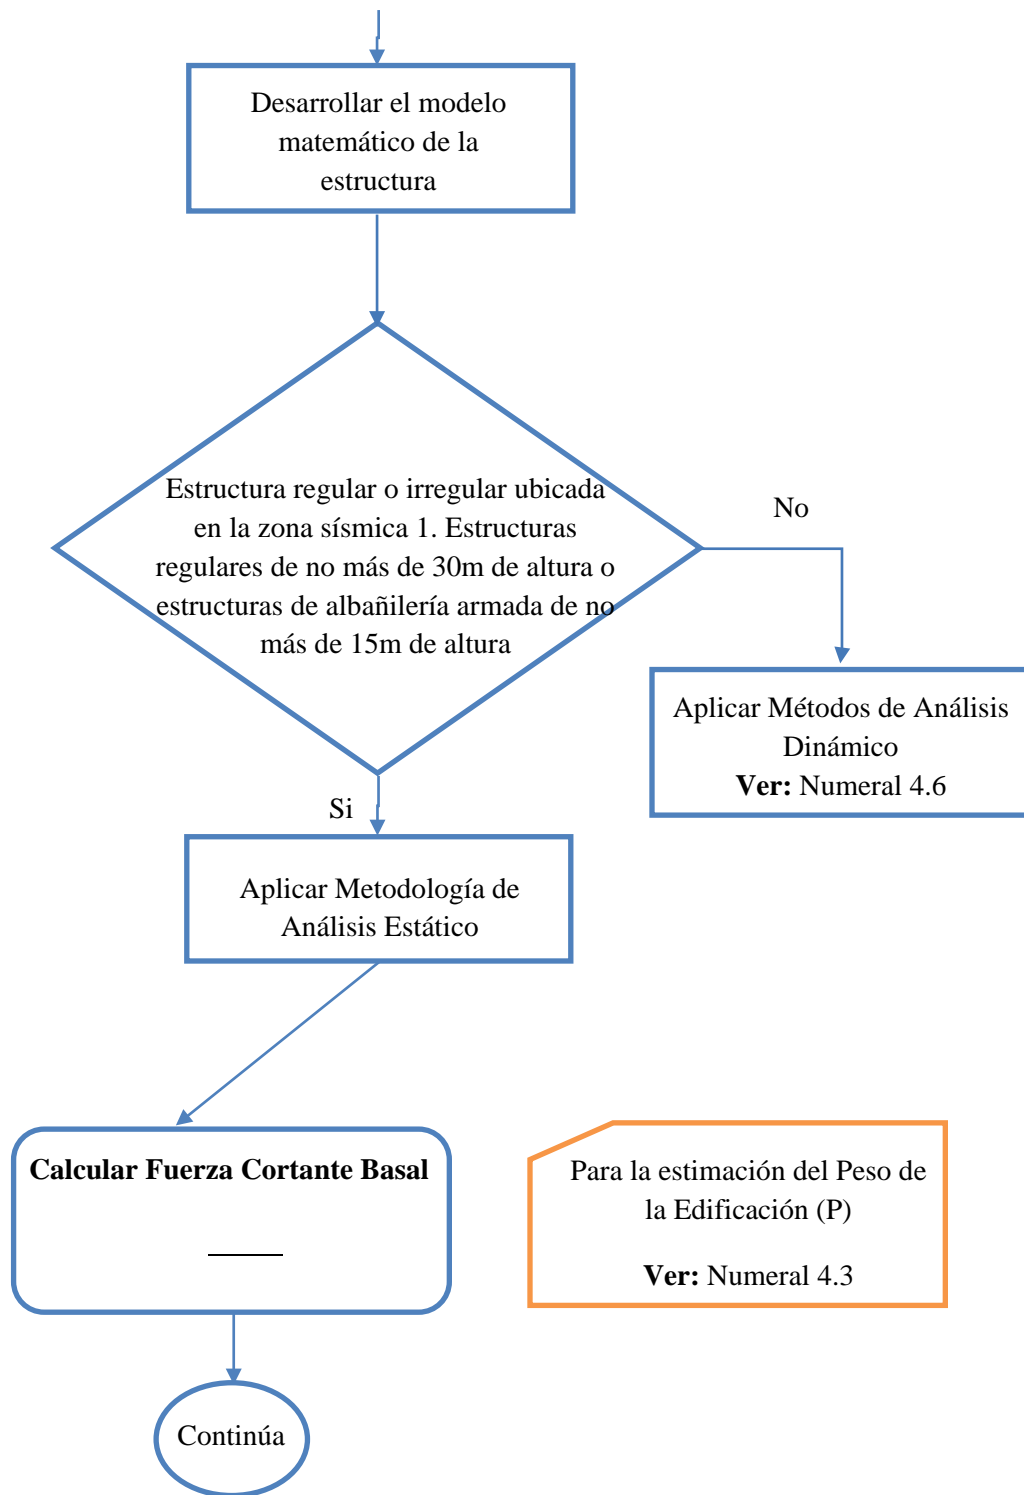 Desarrollar el modelo
matemático de la
estructura
Estructura regular o irregular ubicada
en la zona sísmica 1. Estructuras
regulares de no más de 30m de altura o
estructuras de albañilería armada de no
más de 15m de altura
No
Aplicar Métodos de Análisis
Dinámico
Ver: Numeral 4.6
Si
Aplicar Metodología de
Análisis Estático
Calcular Fuerza Cortante Basal
Para la estimación del Peso de
la Edificación (P)
Ver: Numeral 4.3
Continúa